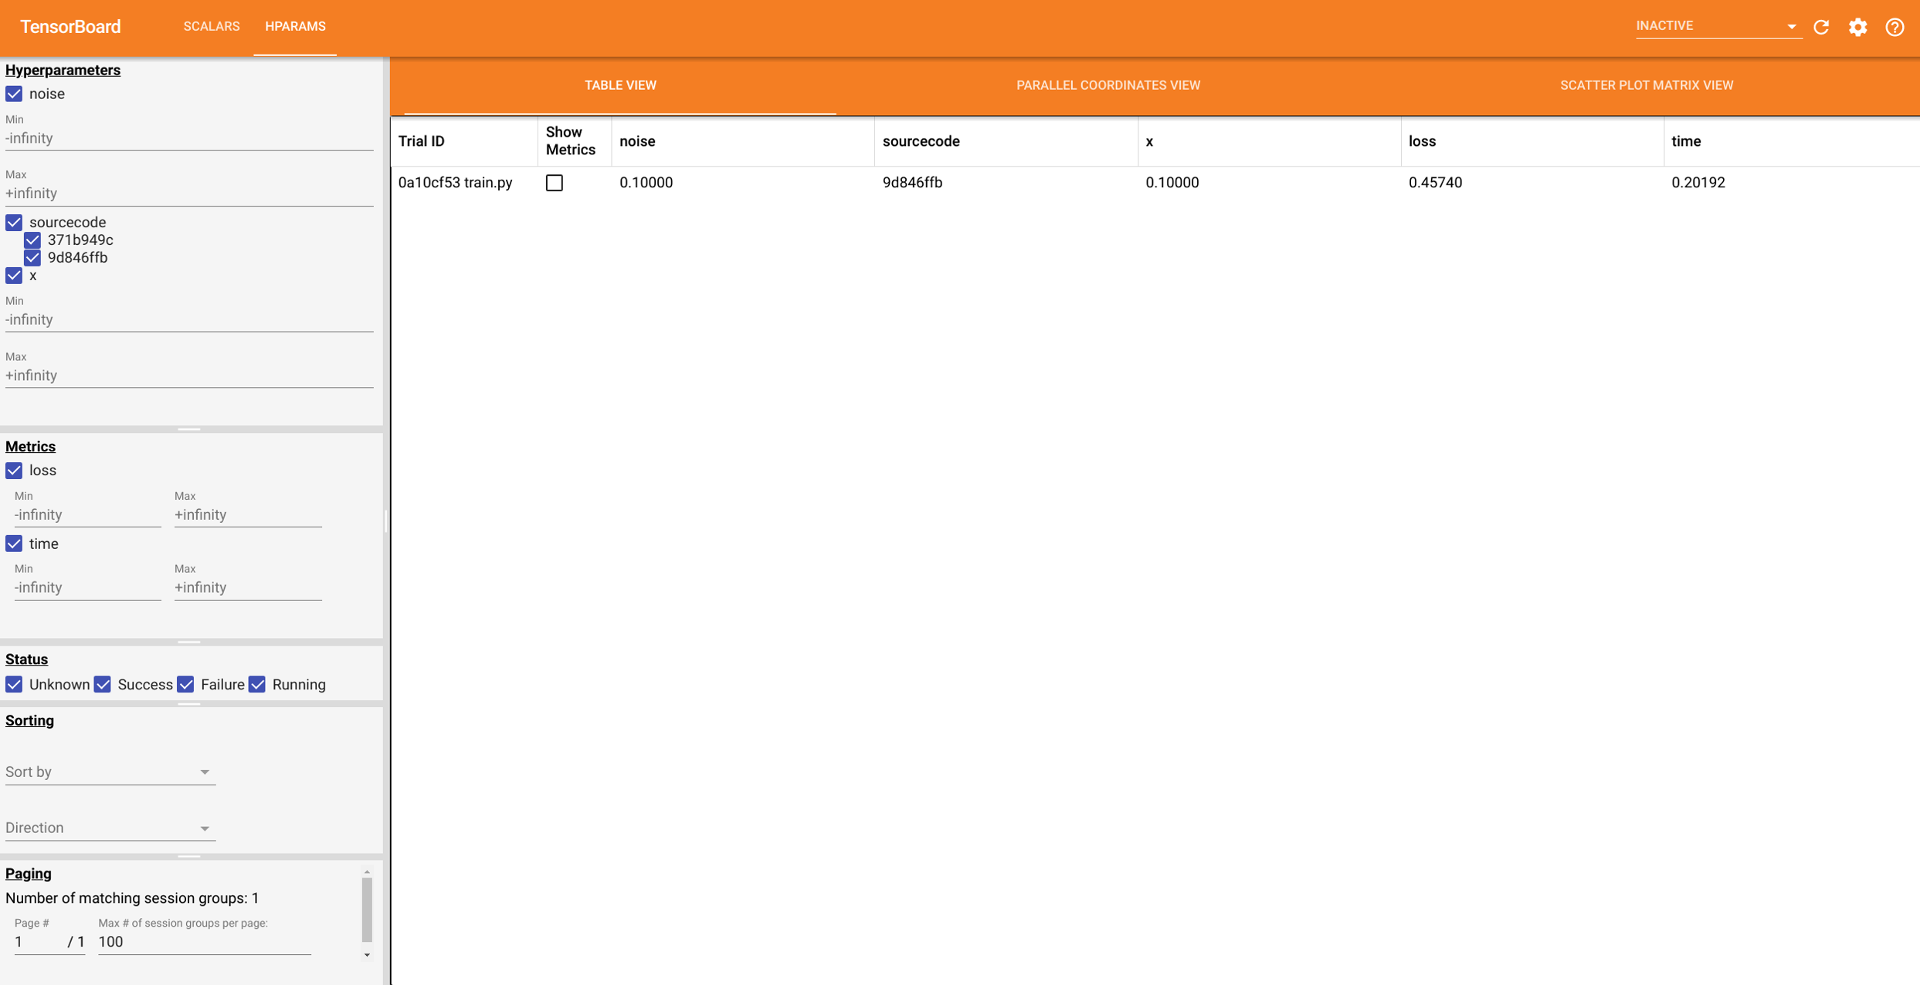 TensorBoard SCALARS HPARAMS INACTIVE
Hyperparameters
noise
Min
-infinity
Max
+infinity
sourcecode
371b949c
9d846ffb
x
Min
-infinity
Max
+infinity
Metrics
loss
Min Max
-infinity +infinity
time
Min Max
-infinity +infinity
Status
Unknown Success Failure Running
Sorting
Sort by
Direction
Paging
Number of matching session groups: 1
Page # Max # of session groups per page:
1 / 1 100
TABLE VIEW PARALLEL COORDINATES VIEW SCATTER PLOT MATRIX VIEW
Trial ID Show Metrics noise sourcecode x loss time
0a10cf53 train.py 0.10000 9d846ffb 0.10000 0.45740 0.20192